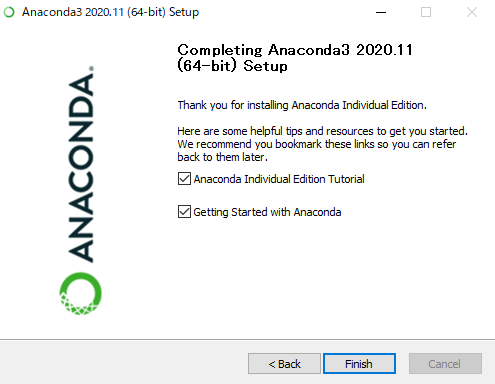 Anaconda3 2020.11 (64-bit) Setup
Completing Anaconda3 2020.11
(64-bit) Setup
Thank you for installing Anaconda Individual Edition.
Here are some helpful tips and resources to get you started.
We recommend you bookmark these links so you can refer
back to them later.
Anaconda Individual Edition Tutorial
Getting Started with Anaconda
ANACONDA.
< Back
Finish
Cancel